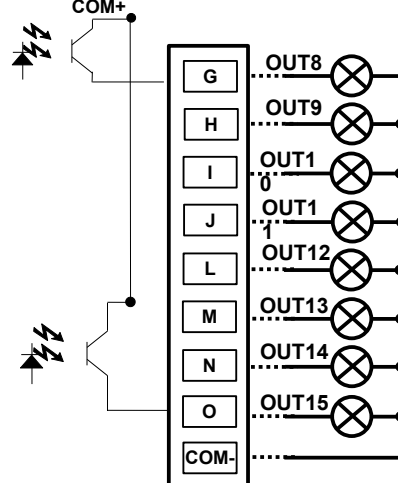 COM+
G OUT8
H OUT9
I OUT1
0
J OUT1
1
L OUT12
M OUT13
N OUT14
O OUT15
COM-